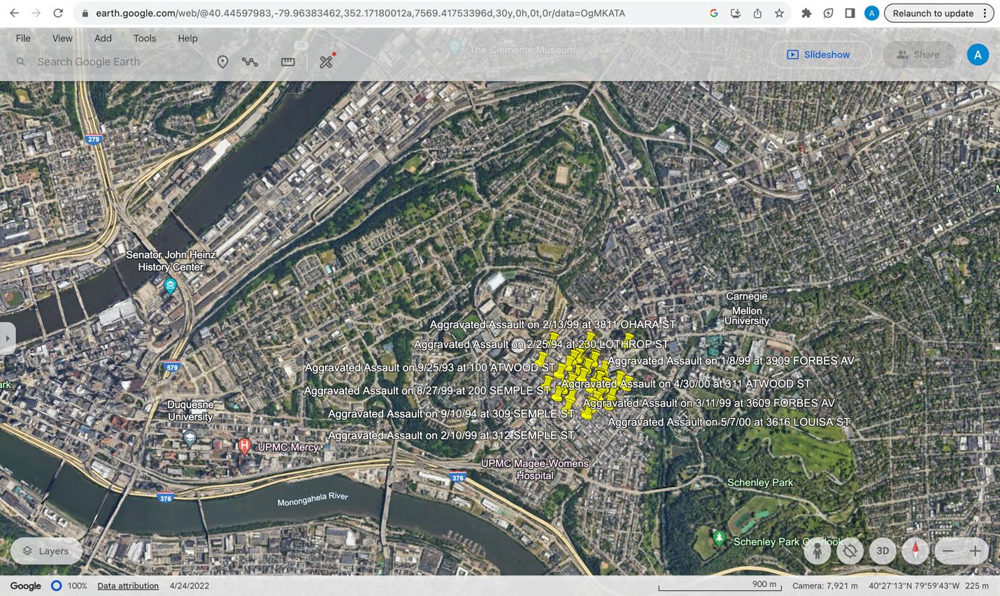 earth.google.com/web/@40.44597983,-79.96383462,352.17180012a,7569.41753396d,30y,0h,0t,0r/data=OgMKATA
A
Relaunch to update
File
View
Add
Tools
Help
Search Google Earth
28
The Clemente Museum
Slideshow
Share
A
279
Senator John Heinz
History Center
Carnegie
Mellon
University
Aggravated Assault on 2/13/99 at 3811 OHARA ST
Aggravated Assault on 2/25/94 at 230 LOTHROP ST
Aggravated Assault on 9/25/93 at 100 ATWOOD ST
Aggravated Assault on 1/8/99 at 3909 FORBES AV
579
Aggravated Assault on 4/30/00 at 311 ATWOOD ST
Aggravated Assault on 8/27/99 at 200 SEMPLE ST
Aggravated Assault on 3/11/99 at 3609 FORBES AV
Aggravated Assault on 9/10/94 at 309 SEMPLE ST
Aggravated Assault on 5/7/00 at 3616 LOUISA ST
Aggravated Assault on 2/10/99 at 312 SEMPLE ST
ark
Duquesne
University
H
UPMC Mercy
UPMC Magee-Womens
Hospital
376
376
Monongahela River
Schenley Park
Schenley Park Overlook
Layers
3D
Google
100%
Data attribution
4/24/2022
900 m
Camera: 7,921 m
40°27'13"N 79°59'43"W
225 m